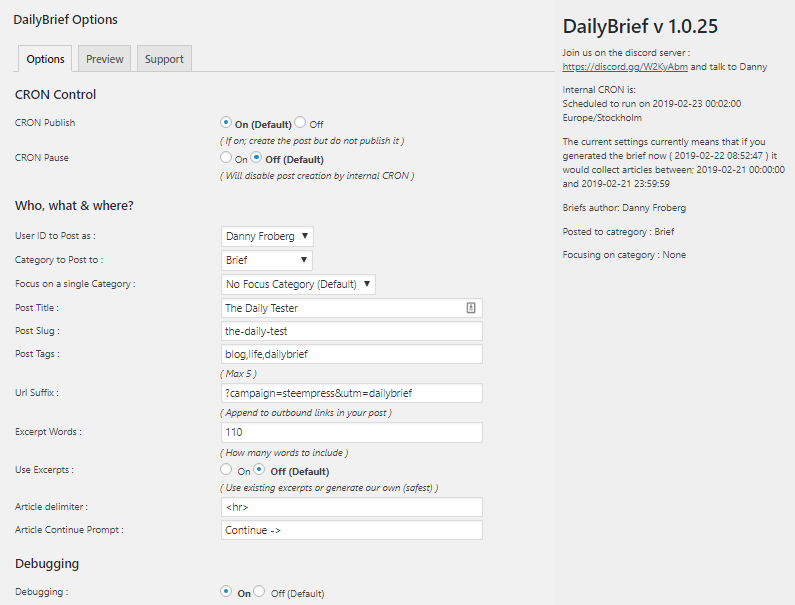 DailyBrief Options
Options
Preview
Support
CRON Control
CRON Publish
On (Default) Off
( If on; create the post but do not publish it )
CRON Pause
On Off (Default)
( Will disable post creation by internal CRON )
Who, what & where?
User ID to Post as :
Danny Froberg
Category to Post to :
Brief
Focus on a single Category :
No Focus Category (Default)
Post Title :
The Daily Tester
Post Slug :
the-daily-test
Post Tags :
blog,life,dailybrief
( Max 5 )
Url Suffix :
?campaign=steempress&utm=dailybrief
( Append to outbound links in your post )
Excerpt Words :
110
( How many words to include )
Use Excerpts :
On Off (Default)
( Use existing excerpts or generate our own (safest) )
Article delimiter :
<hr>
Article Continue Prompt :
Continue ->
Debugging
Debugging :
On Off (Default)
DailyBrief v 1.0.25
Join us on the discord server :
https://discord.gg/W2KyAbm and talk to Danny
Internal CRON is:
Scheduled to run on 2019-02-23 00:02:00
Europe/Stockholm
The current settings currently means that if you
generated the brief now ( 2019-02-22 08:52:47 ) it
would collect articles between; 2019-02-21 00:00:00
and 2019-02-21 23:59:59
Briefs author: Danny Froberg
Posted to catregory : Brief
Focusing on category : None